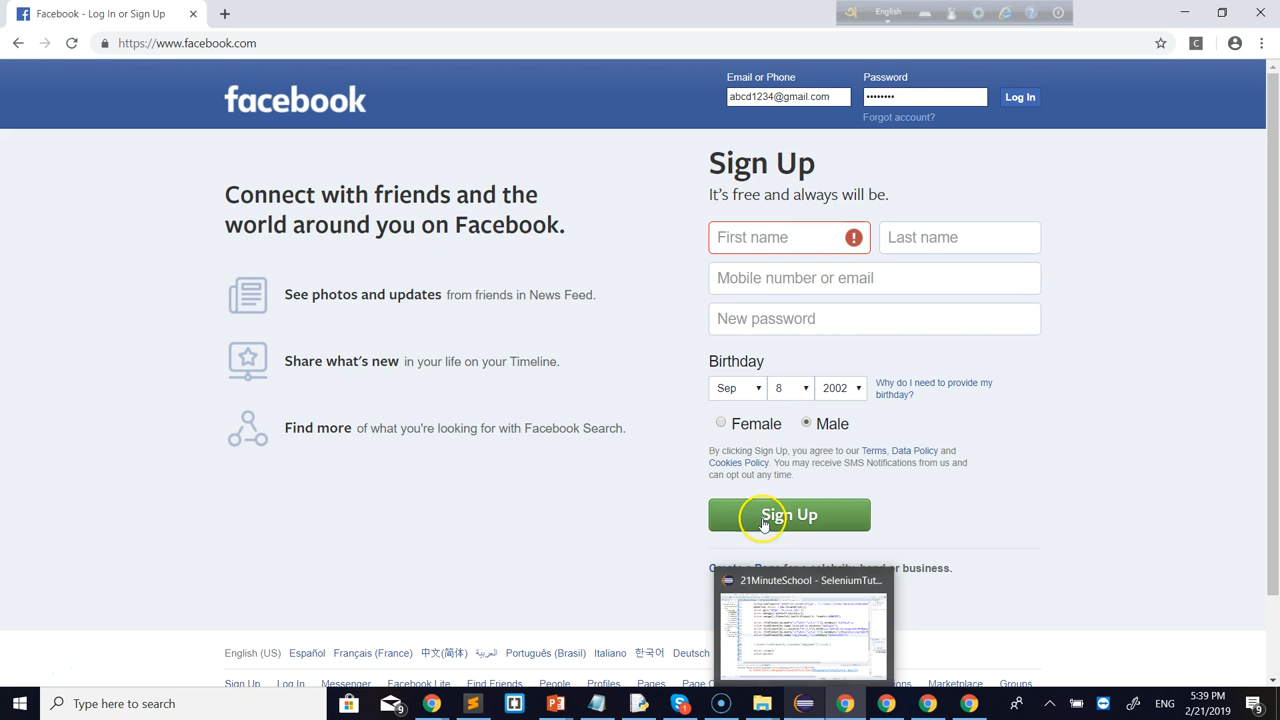 Facebook - Log In or Sign Up
English
https://www.facebook.com
facebook
Email or Phone
Password
abcd1234@gmail.com
••••••••
Log In
Forgot account?
Sign Up
It's free and always will be.
Connect with friends and the
world around you on Facebook.
First name
Last name
Mobile number or email
New password
See photos and updates from friends in News Feed.
Share what's new in your life on your Timeline.
Find more of what you're looking for with Facebook Search.
Birthday
Sep 8 2002
Why do I need to provide my
birthday?
Female Male
By clicking Sign Up, you agree to our Terms, Data Policy and
Cookies Policy. You may receive SMS Notifications from us and
can opt out any time.
Sign Up
or business.
21MinuteSchool - SeleniumTut...
English (US) Español Français (France) 中文(简体) Português (Brasil) Italiano 한국어 Deutsch
Sign Up Log In Lite Find Friends People Profiles Pages Marketplace Groups
Type here to search
9
ENG
5:39 PM
2/21/2019
9